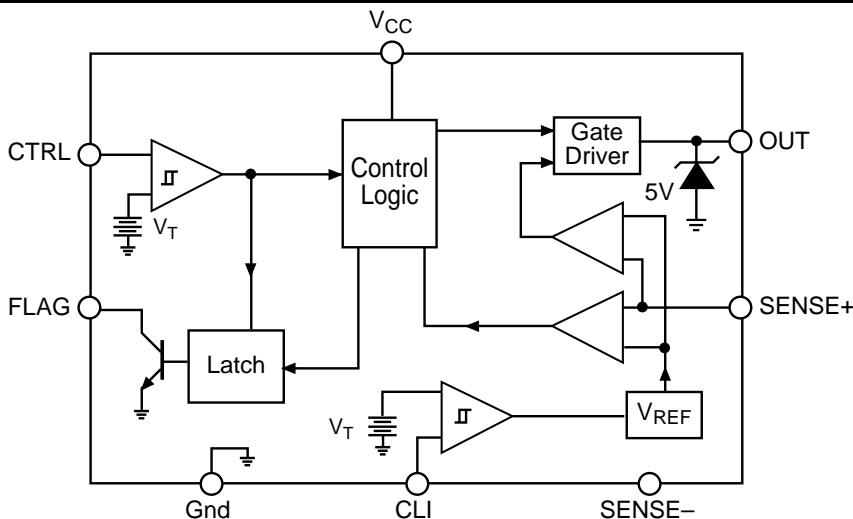 VCC
CTRL
VT
Control
Logic
Gate
Driver
OUT
5V
FLAG
Latch
SENSE+
VT
VREF
Gnd
CLI
SENSE–